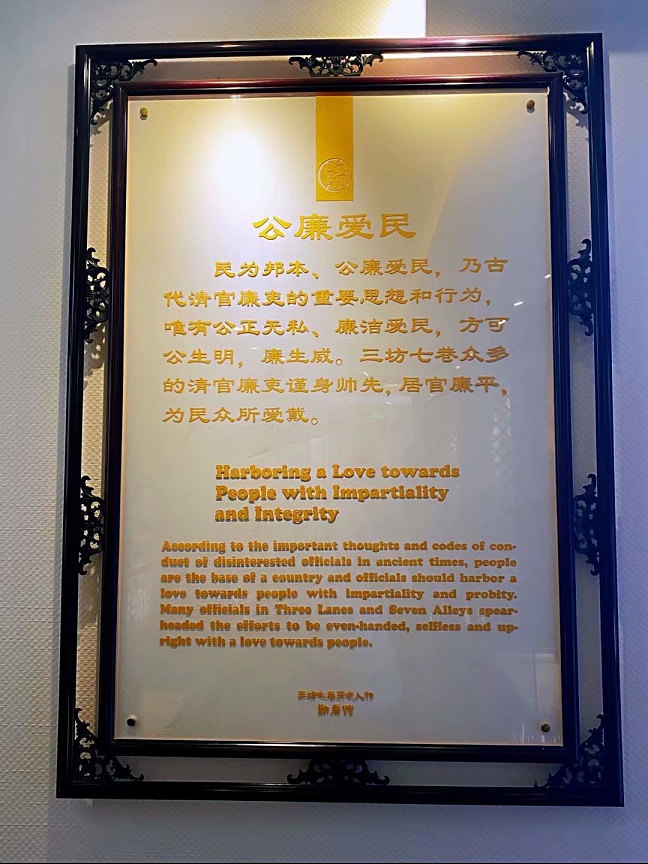 公廉爱民
民为邦本、公廉爱民，乃古
代清官廉吏的重要思想和行为，
唯有公正无私、廉洁爱民，方可
公生明，廉生威。三坊七巷众多
的清官廉吏谨身帅先，居官廉平，
为民众所爱戴。
Harboring a Love towards
People with Impartiality
and Integrity
According to the important thoughts and codes of con-
duct of disinterested officials in ancient times, people
are the base of a country and officials should harbor a
love towards people with impartiality and probity.
Many officials in Three Lanes and Seven Alleys spear-
headed the efforts to be even-handed, selfless and up-
right with a love towards people.